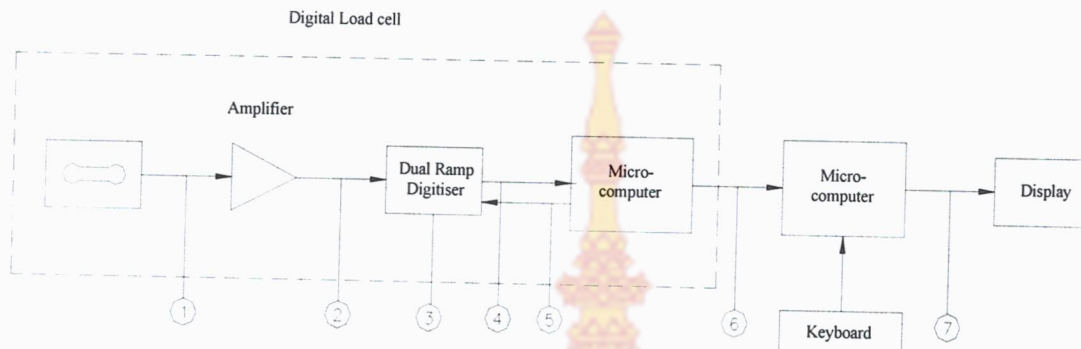 Digital Load cell
Amplifier
Dual Ramp
Digitiser
Micro-
computer
Micro-
computer
Display
Keyboard
1
2
3
4
5
6
7